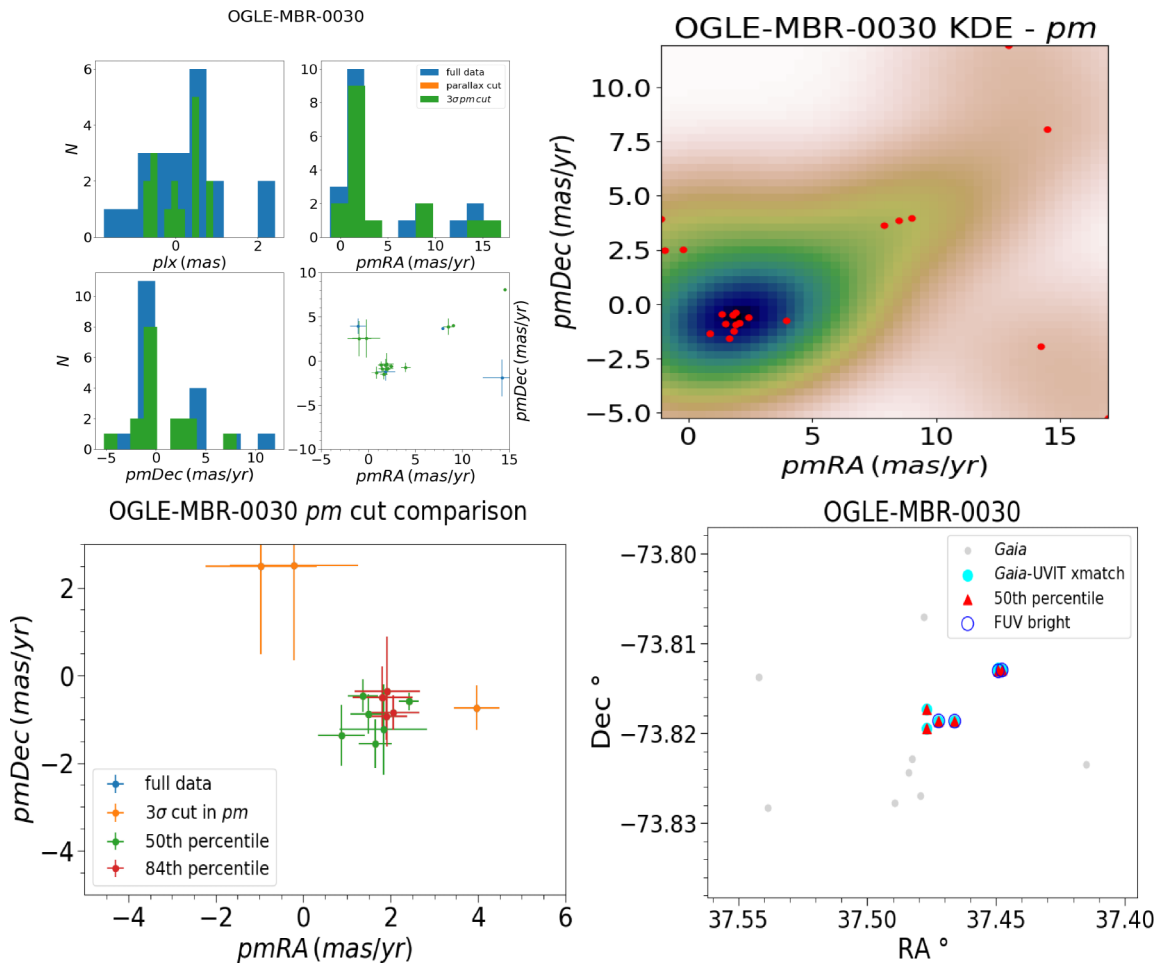 OGLE-MBR-0030
6
4
2
0
N
0
2
plx (mas)
10
8
6
4
2
0
full data
parallax cut
3σ pm cut
0
5
10
15
pmRA (mas/yr)
10
5
0
N
−5
0
5
10
pmDec (mas/yr)
10
5
0
−5
−10
−5
0
5
10
15
pmRA (mas/yr)
pmDec (mas/yr)
OGLE-MBR-0030 KDE - pm
10.0
7.5
5.0
2.5
0.0
−2.5
−5.0
pmDec (mas/yr)
0
5
10
15
pmRA (mas/yr)
OGLE-MBR-0030 pm cut comparison
2
0
−2
−4
pmDec (mas/yr)
full data
3σ cut in pm
50th percentile
84th percentile
−4
−2
0
2
4
6
pmRA (mas/yr)
OGLE-MBR-0030
Gaia
Gaia-UVIT xmatch
50th percentile
FUV bright
−73.80
−73.81
−73.82
−73.83
Dec °
37.55
37.50
37.45
37.40
RA °